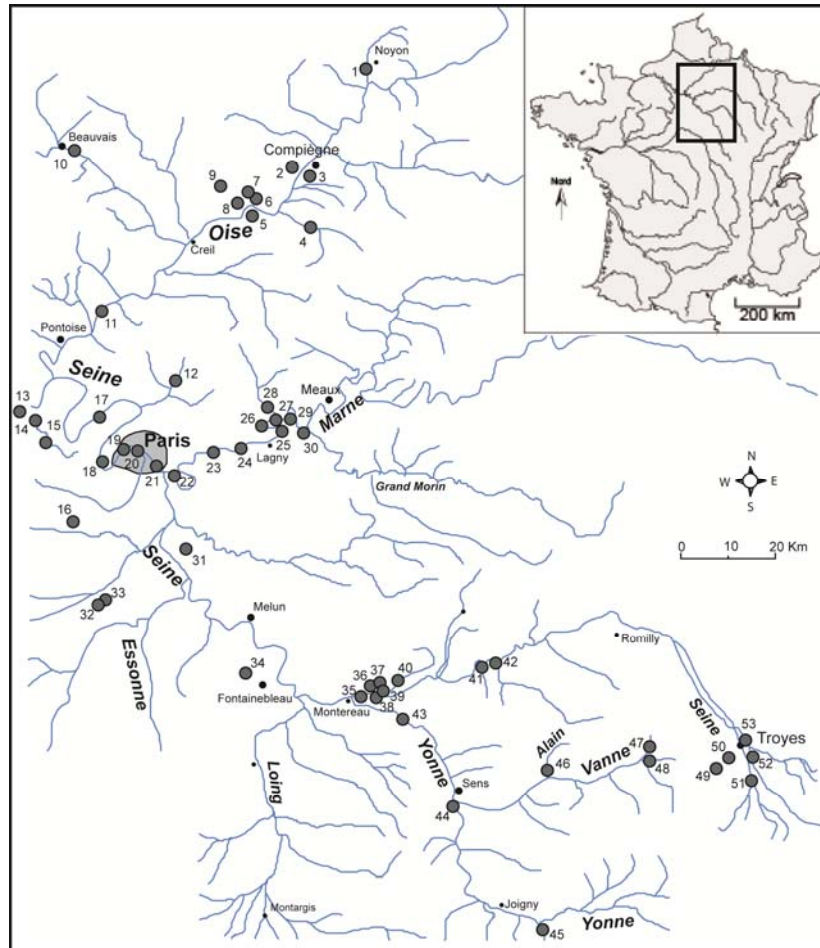 Noyon
1
Beauvais
10
Compiègne
2
3
9
7
8
6
5
4
Oise
Creil
11
Pontoise
Seine
12
13
14
15
17
Meaux
28
27
29
26
25
30
Marne
19
Paris
20
18
21
22
23
24
Lagny
Grand Morin
16
Seine
31
33
32
Essonne
Melun
34
Fontainebleau
36
37
40
35
39
38
Montereau
41
42
43
Romilly
Yonne
Loing
Alain
46
Vanne
47
48
Seine
53
Troyes
50
52
49
51
Sens
44
Montargis
Joigny
45
Yonne
Nord
200 km
N
W
E
S
0
10
20 Km